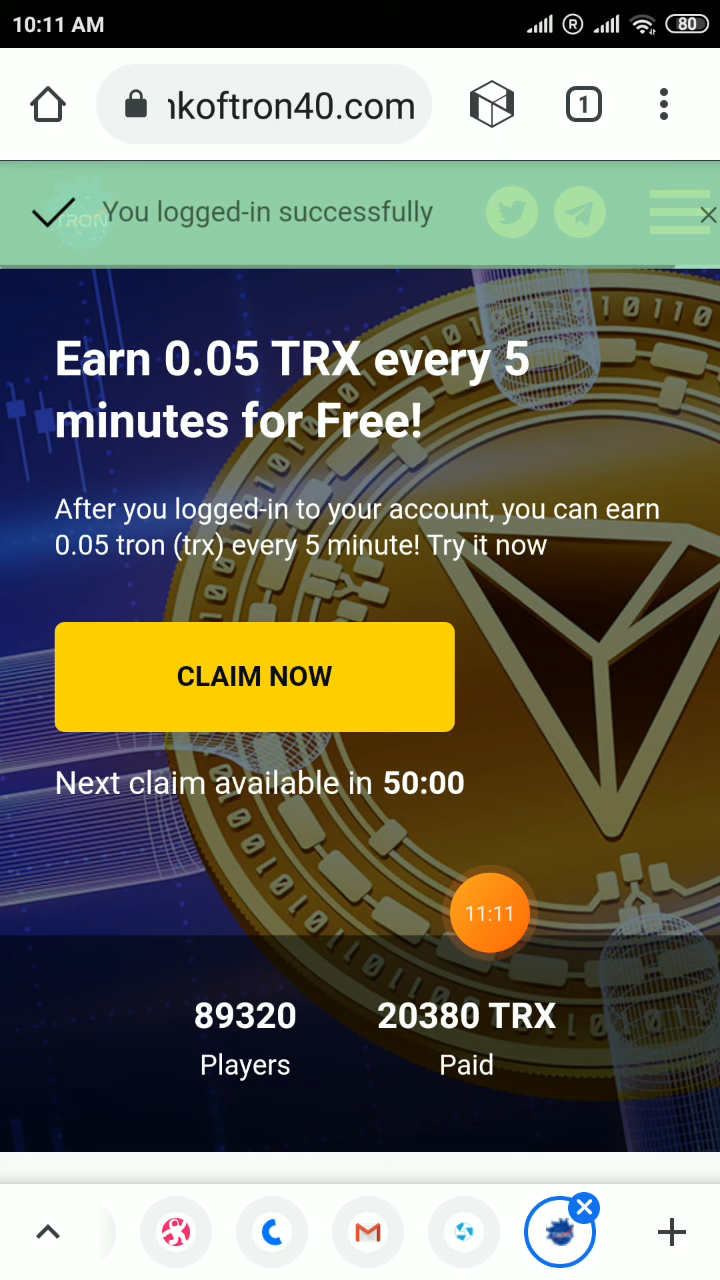 10:11 AM
R
80
nkoftron40.com
1
TRON
You logged-in successfully
Earn 0.05 TRX every 5
minutes for Free!
After you logged-in to your account, you can earn
0.05 tron (trx) every 5 minute! Try it now
CLAIM NOW
Next claim available in 50:00
11:11
89320
20380 TRX
Players
Paid